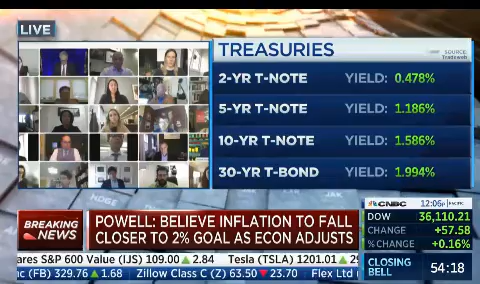 LIVE
TREASURIES
SOURCE:
Tradeweb
2-YR T-NOTE YIELD: 0.478%
5-YR T-NOTE YIELD: 1.186%
10-YR T-NOTE YIELD: 1.586%
30-YR T-BOND YIELD: 1.994%
BREAKING
NEWS
POWELL: BELIEVE INFLATION TO FALL
CLOSER TO 2% GOAL AS ECON ADJUSTS
CNBC 12:06p PACIFIC
DOW 36,110.21
CHANGE +57.58
% CHANGE +0.16%
CLOSING
BELL
54:18
ares S&P 600 Value (IJS) 109.00 ▲ 2.84 Tesla (TSLA) 1201.01 ▲ 29
nc (FB) 329.76 ▲ 1.68 Zillow Class C (Z) 63.50 ▼ 23.70 Flex Ltd